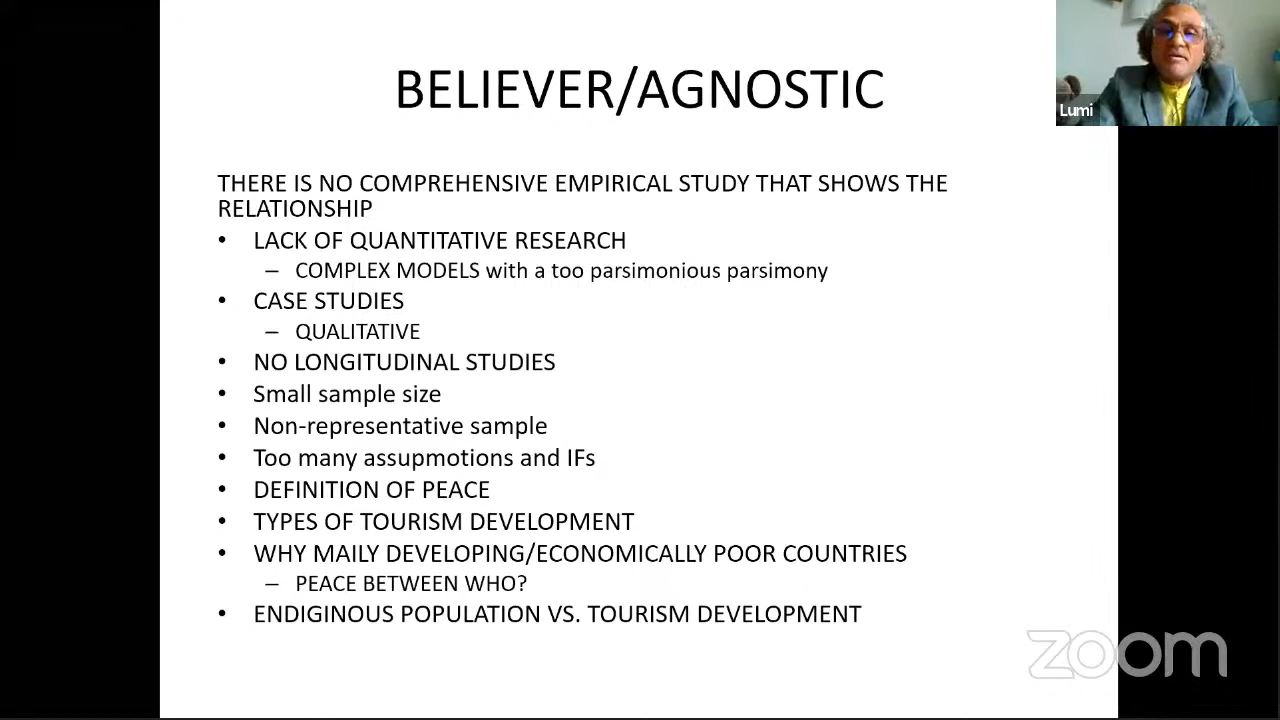 BELIEVER/AGNOSTIC
Lumi
THERE IS NO COMPREHENSIVE EMPIRICAL STUDY THAT SHOWS THE
RELATIONSHIP
• LACK OF QUANTITATIVE RESEARCH
– COMPLEX MODELS with a too parsimonious parsimony
• CASE STUDIES
– QUALITATIVE
• NO LONGITUDINAL STUDIES
• Small sample size
• Non-representative sample
• Too many assupmotions and IFs
• DEFINITION OF PEACE
• TYPES OF TOURISM DEVELOPMENT
• WHY MAILY DEVELOPING/ECONOMICALLY POOR COUNTRIES
– PEACE BETWEEN WHO?
• ENDIGINOUS POPULATION VS. TOURISM DEVELOPMENT
zoom